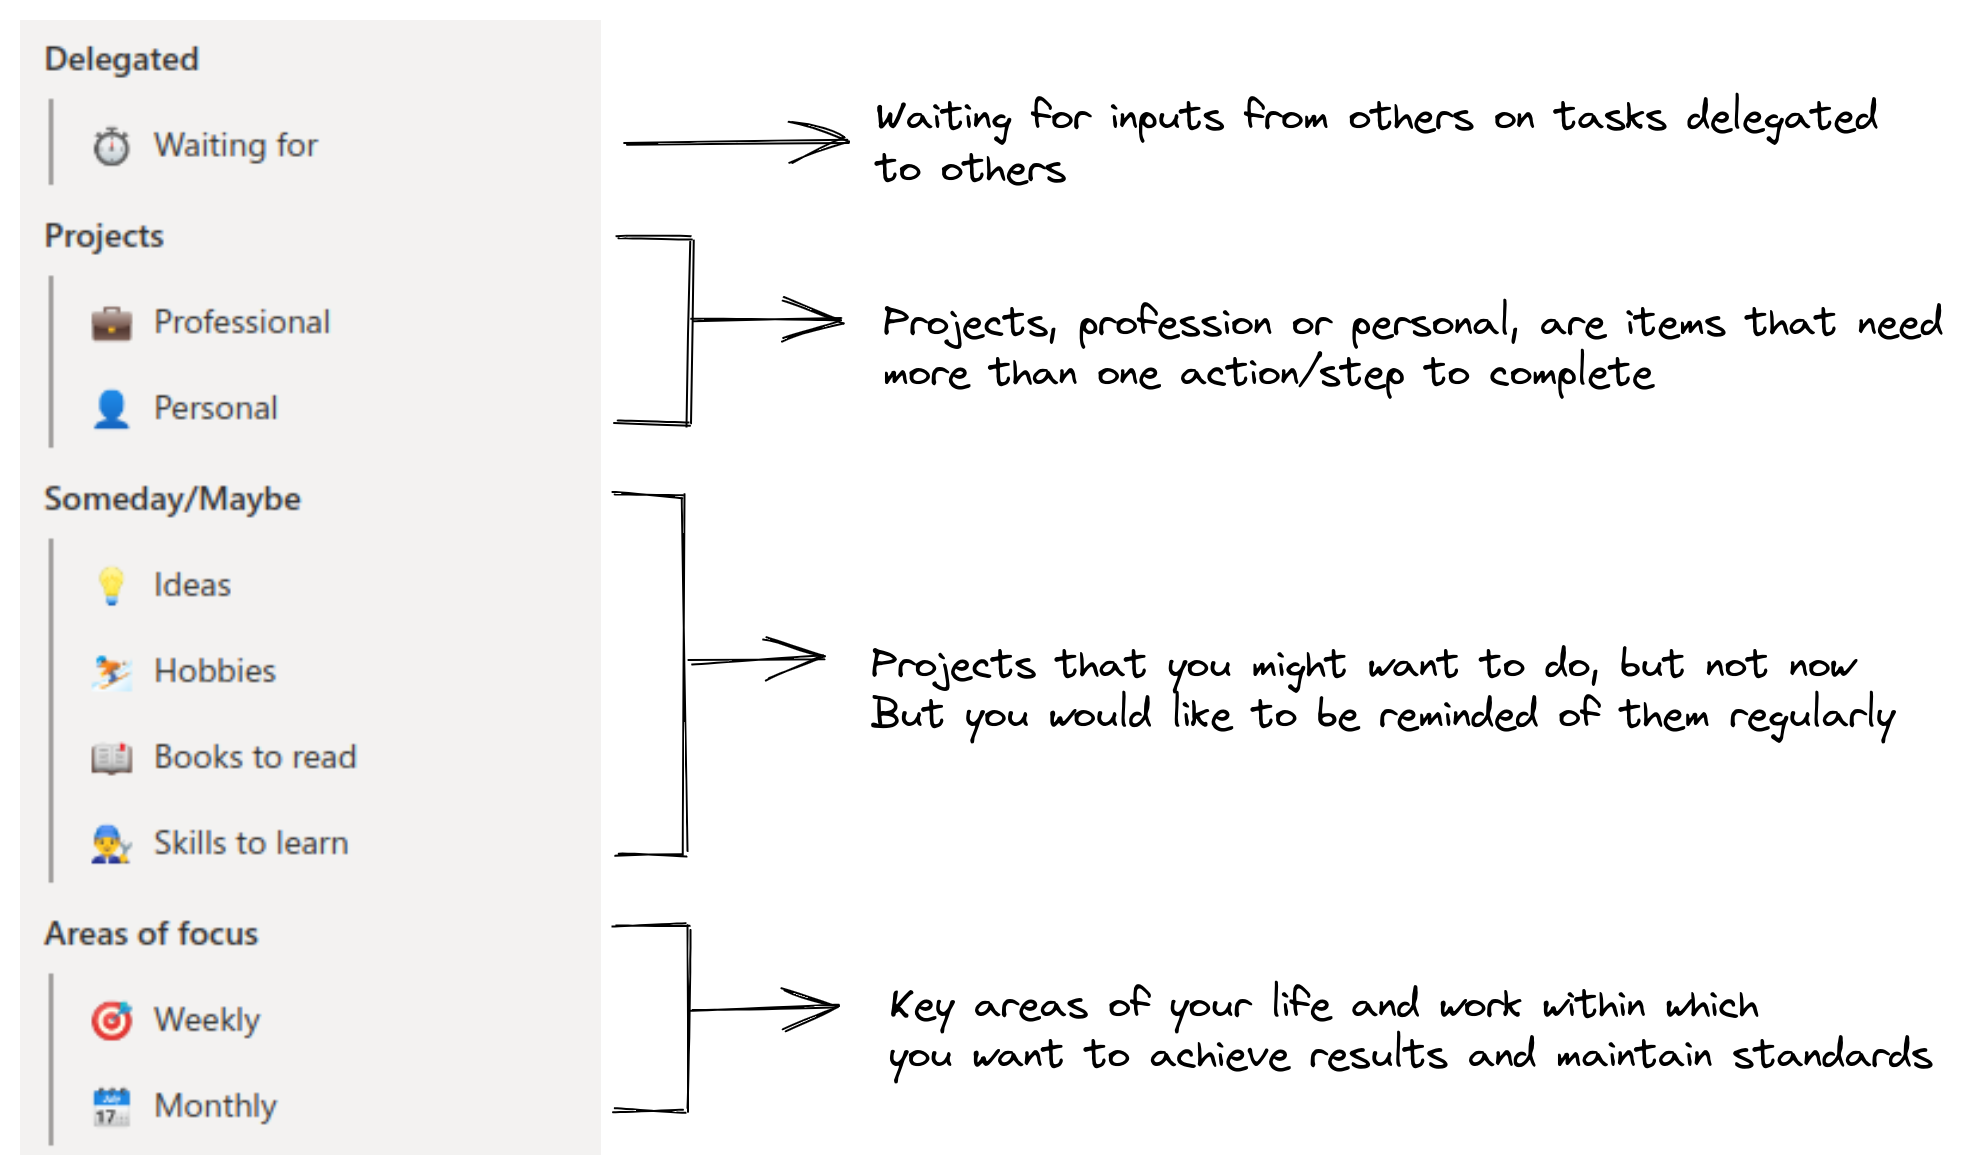 Delegated
Waiting for
Waiting for inputs from others on tasks delegated
to others
Projects
Professional
Personal
Projects, profession or personal, are items that need
more than one action/step to complete
Someday/Maybe
Ideas
Hobbies
Books to read
Skills to learn
Projects that you might want to do, but not now
But you would like to be reminded of them regularly
Areas of focus
Weekly
July
17
Monthly
Key areas of your life and work within which
you want to achieve results and maintain standards